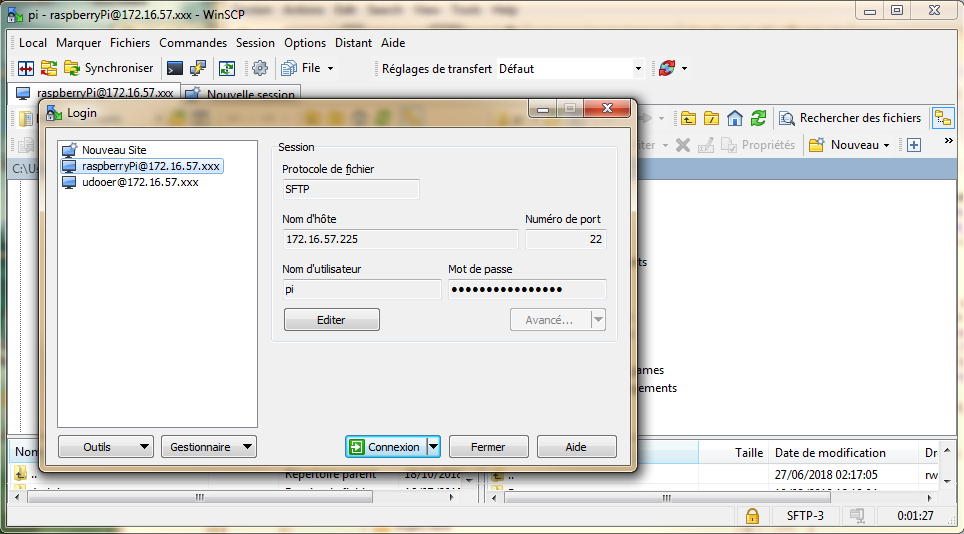 pi - raspberryPi@172.16.57.xxx - WinSCP
Local Marquer Fichiers Commandes Session Options Distant Aide
Synchroniser File Réglages de transfert Défaut
raspberryPi@172.16.57.xxx Nouvelle session
Login
Rechercher des fichiers
Propriétés Nouveau
C:\Us
Nouveau Site
raspberryPi@172.16.57.xxx
udooer@172.16.57.xxx
Session
Protocole de fichier
SFTP
Nom d'hôte Numéro de port
172.16.57.225 22
Nom d'utilisateur Mot de passe
pi ●●●●●●●●●●●●●●●●
Editer Avancé...
Outils Gestionnaire Connexion Fermer Aide
Nom Taille Date de modification Dr
.. Répertoire parent 18/10/2018 .. 27/06/2018 02:17:05 rw
SFTP-3 0:01:27